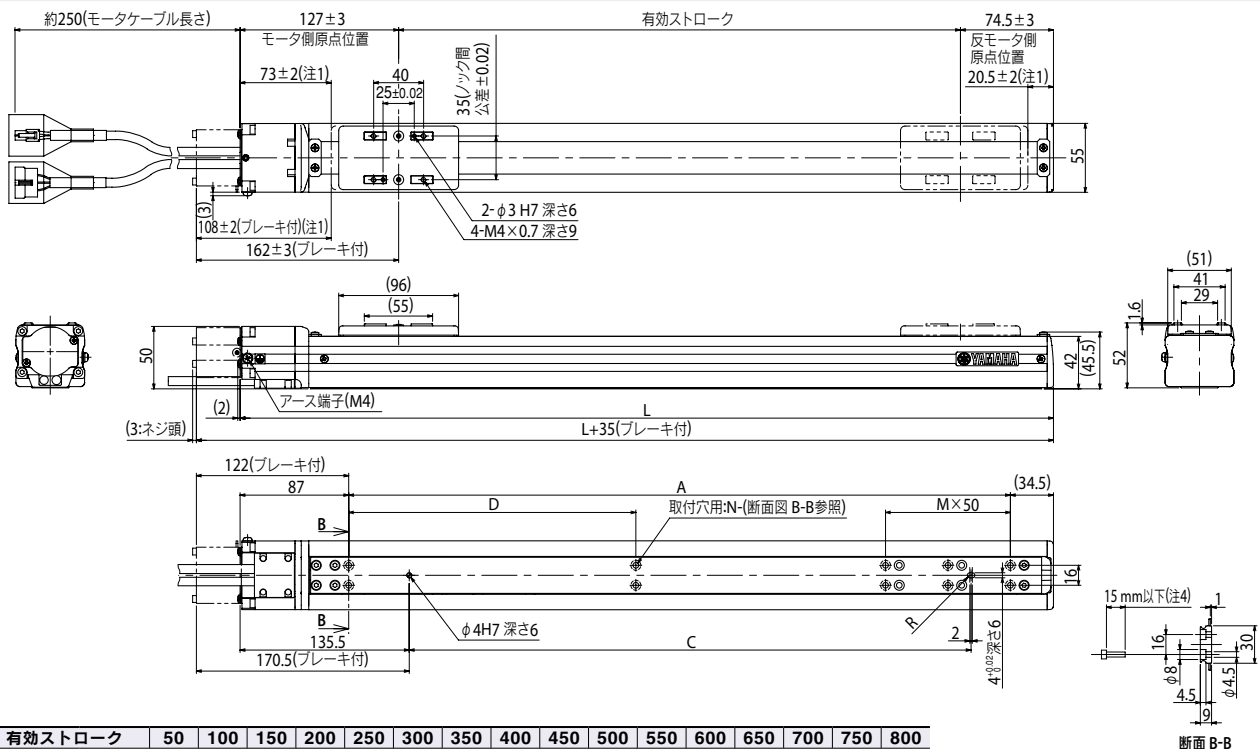 約250(モータケーブル長さ)
127±3
モータ側原点位置
有効ストローク
74.5±3
反モータ側
原点位置
73±2(注1)
40
25±0.02
35(ノック間
公差±0.02)
20.5±2(注1)
55
(3)
108±2(ブレーキ付)(注1)
162±3(ブレーキ付)
2-φ3 H7 深さ6
4-M4×0.7 深さ9
(96)
(55)
50
アース端子(M4)
(2)
(3:ネジ頭)
L
L+35(ブレーキ付)
YAMAHA
42
(45.5)
(51)
41
29
1.6
52
122(ブレーキ付)
87
A
(34.5)
D
取付穴用:N-(断面図 B-B参照)
M×50
B
B
16
φ4H7 深さ6
R
2
4+0.02 0 深さ6
135.5
C
170.5(ブレーキ付)
15 mm以下(注4)
1
16
30
φ8
φ4.5
4.5
9
断面 B-B
有効ストローク 50 100 150 200 250 300 350 400 450 500 550 600 650 700 750 800